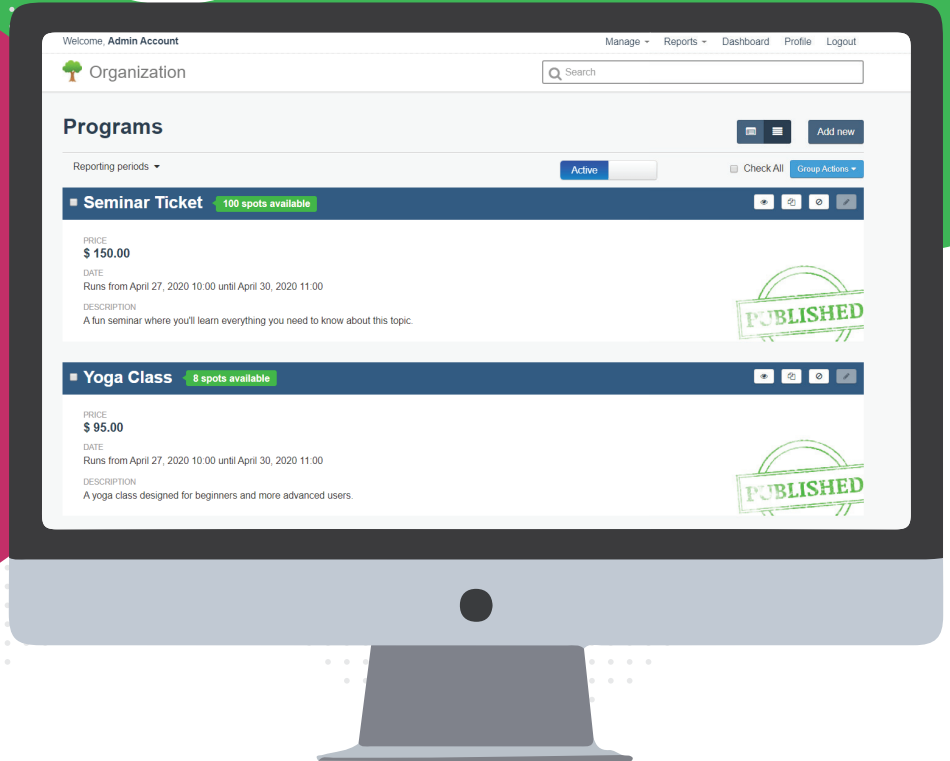 Welcome, Admin Account
Manage Reports Dashboard Profile Logout
Organization
Search
Programs
Add new
Reporting periods
Active
Check All
Group Actions
Seminar Ticket 100 spots available
PRICE
$ 150.00
DATE
Runs from April 27, 2020 10:00 until April 30, 2020 11:00
DESCRIPTION
A fun seminar where you'll learn everything you need to know about this topic.
PUBLISHED
Yoga Class 8 spots available
PRICE
$ 95.00
DATE
Runs from April 27, 2020 10:00 until April 30, 2020 11:00
DESCRIPTION
A yoga class designed for beginners and more advanced users.
PUBLISHED